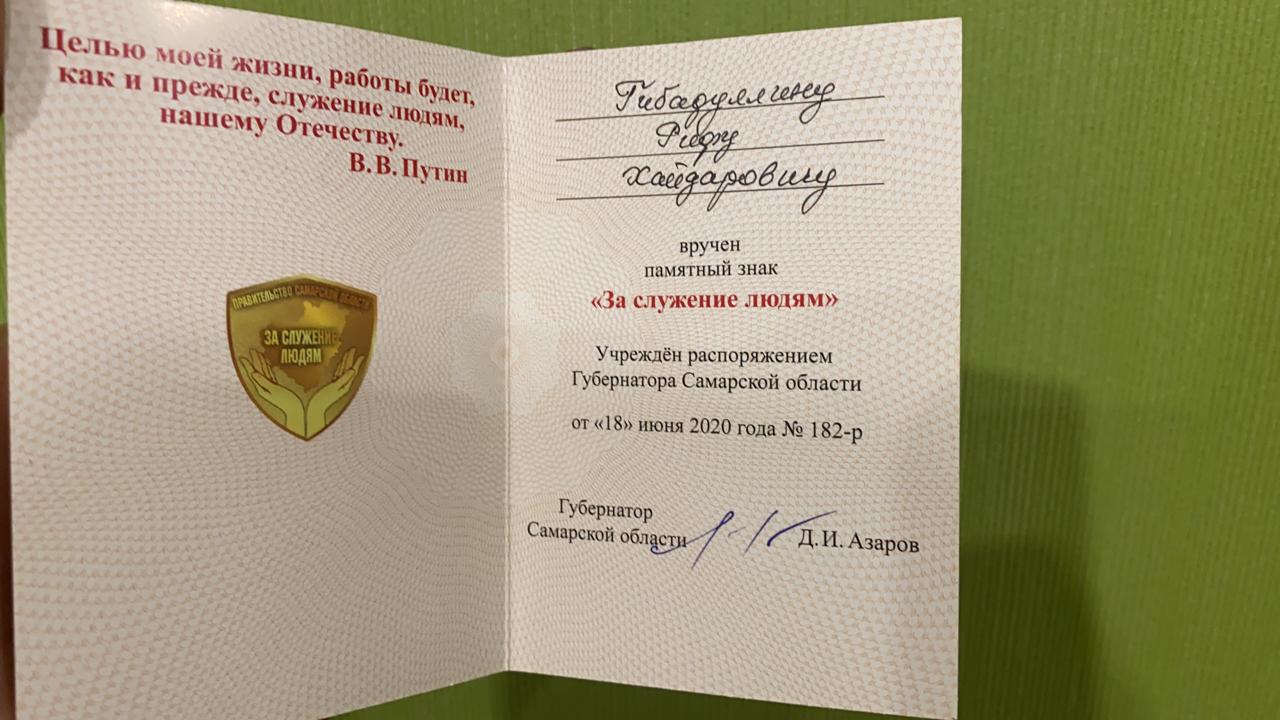 Целью моей жизни, работы будет,
как и прежде, служение людям,
нашему Отечеству.
В. В. Путин
ПРАВИТЕЛЬСТВО САМАРСКОЙ ОБЛАСТИ
ЗА СЛУЖЕНИЕ
ЛЮДЯМ
Гибадуллину
Рифу
Хайдаровичу
вручен
памятный знак
«За служение людям»
Учреждён распоряжением
Губернатора Самарской области
от «18» июня 2020 года № 182-р
Губернатор
Самарской области
Д. И. Азаров